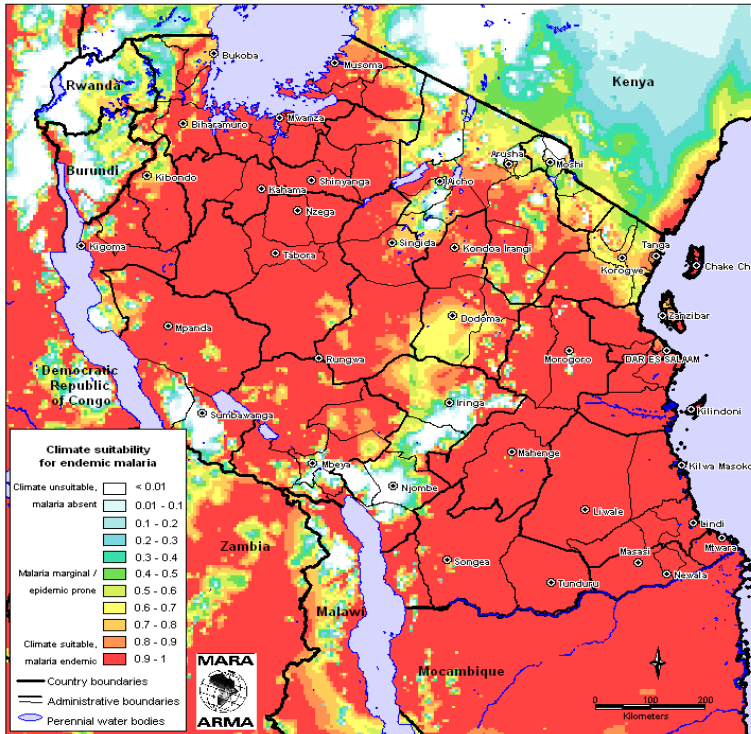 Bukoba
Musoma
Rwanda
Kenya
Biharamuro
Mwanza
Arusha
Moshi
Burundi
Kibondo
Shinyanga
Aicho
Kahama
Nzega
Kigoma
Singida
Kondoa Irangi
Tanga
Tabora
Korogwe
Chake Ch
Dodoma
Zanzibar
Mpanda
Rungwa
Morogoro
DAR ES SALAAM
Democratic
Republic
of Congo
Sumbawanga
Iringa
Kilindoni
Mbeya
Mahenge
Kilwa Masoko
Njombe
Liwale
Lindi
Mtwara
Zambia
Songea
Masasi
Newala
Tunduru
Malawi
Mocambique
Climate suitability
for endemic malaria
Climate unsuitable,
malaria absent
< 0.01
0.01 - 0.1
0.1 - 0.2
0.2 - 0.3
0.3 - 0.4
Malaria marginal /
epidemic prone
0.4 - 0.5
0.5 - 0.6
0.6 - 0.7
0.7 - 0.8
Climate suitable,
malaria endemic
0.8 - 0.9
0.9 - 1
Country boundaries
Administrative boundaries
Perennial water bodies
MARA
ARMA
0 100 200
Kilometers